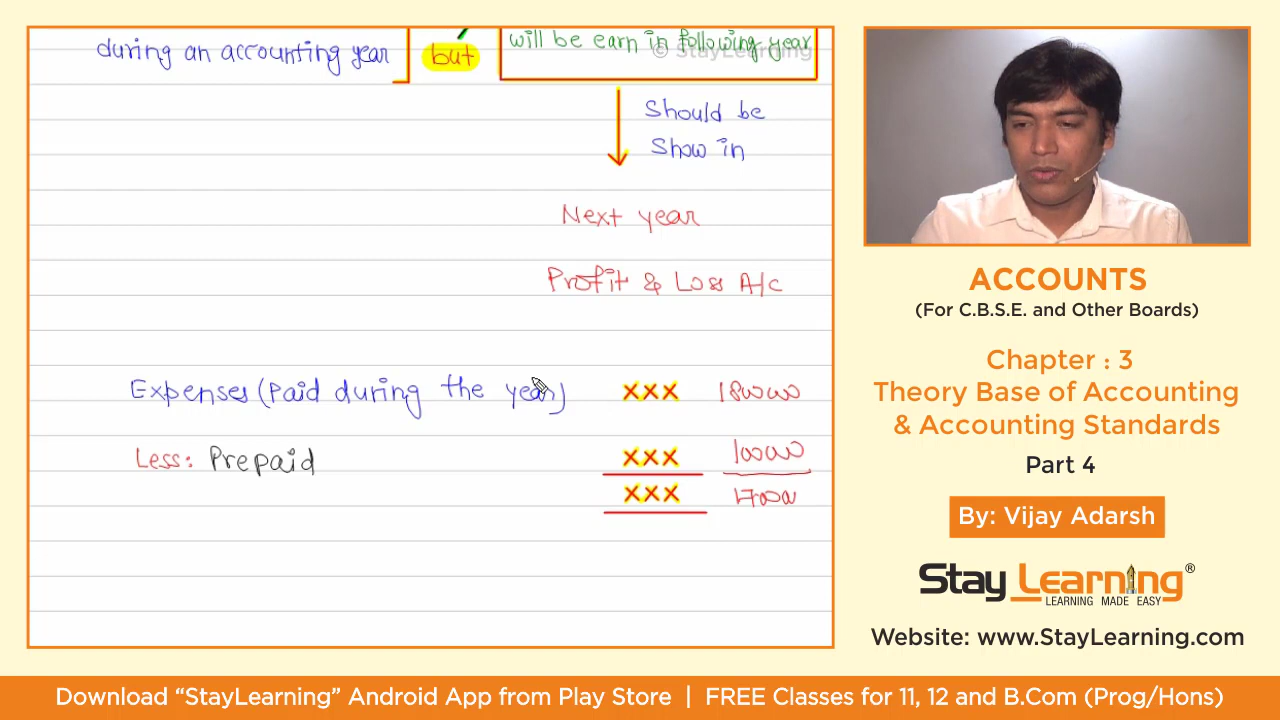 during an accounting year
but
will be earn in following year
© StayLearning
Should be
Show in
Next year
Profit & Loss A/c
Expenses (Paid during the year) xxx
Less: Prepaid xxx
xxx
ACCOUNTS
(For C.B.S.E. and Other Boards)
Chapter : 3
Theory Base of Accounting
& Accounting Standards
Part 4
By: Vijay Adarsh
Stay Learning®
LEARNING MADE EASY
Website: www.StayLearning.com
Download “StayLearning” Android App from Play Store | FREE Classes for 11, 12 and B.Com (Prog/Hons)